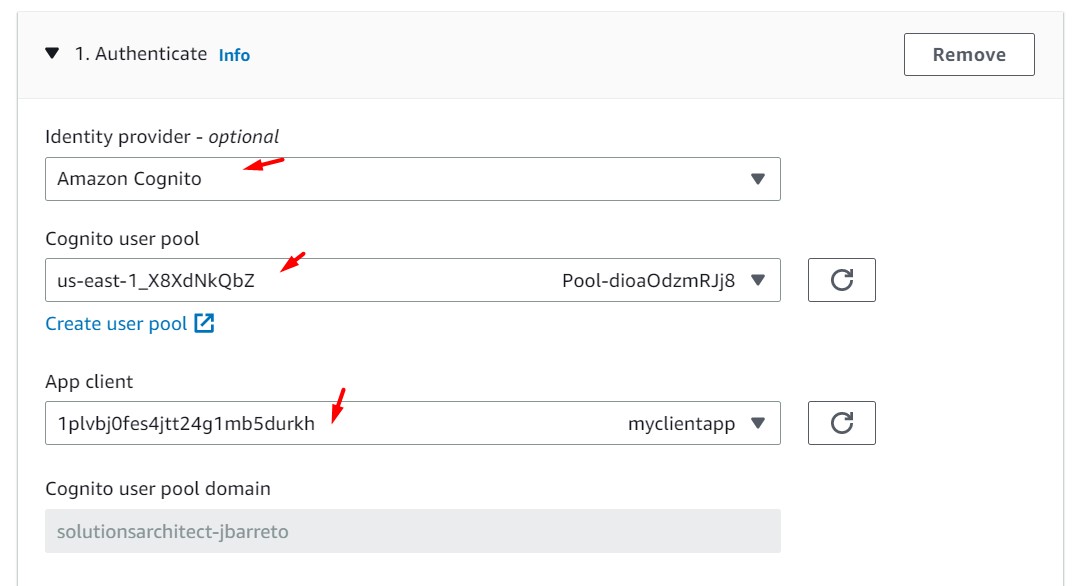 1. Authenticate Info
Remove
Identity provider - optional
Amazon Cognito
Cognito user pool
us-east-1_X8XdNkQbZ Pool-dioaOdzmRJj8
Create user pool
App client
1plvbj0fes4jtt24g1mb5durkh myclientapp
Cognito user pool domain
solutionsarchitect-jbarreto